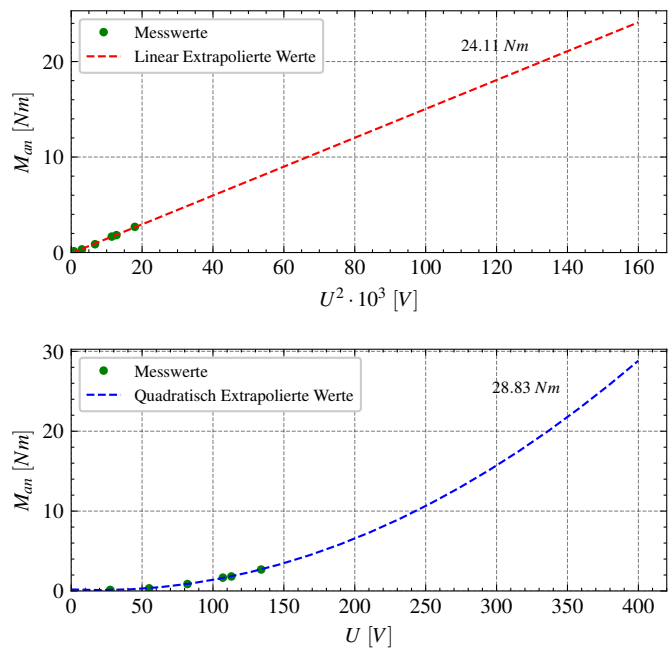 Messwerte
Linear Extrapolierte Werte
24.11 Nm
M_an [Nm]
20
10
0
0 20 40 60 80 100 120 140 160
U² · 10³ [V]
Messwerte
Quadratisch Extrapolierte Werte
28.83 Nm
M_an [Nm]
30
20
10
0
0 50 100 150 200 250 300 350 400
U [V]